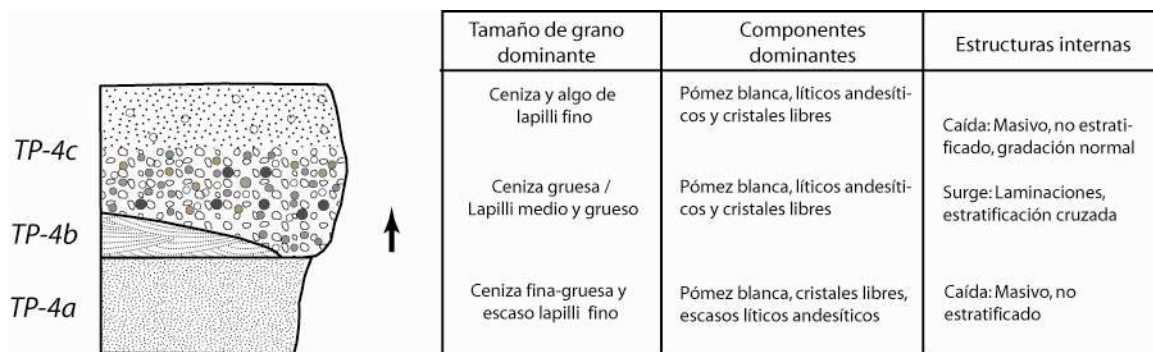 Tamaño de grano
dominante
Componentes
dominantes
Estructuras internas
TP-4c
Ceniza y algo de
lapilli fino
Pómez blanca, líticos andesíti-
cos y cristales libres
Caída: Masivo, no estrati-
ficado, gradación normal
TP-4b
Ceniza gruesa /
Lapilli medio y grueso
Pómez blanca, líticos andesíti-
cos y cristales libres
Surge: Laminaciones,
estratificación cruzada
TP-4a
Ceniza fina-gruesa y
escaso lapilli fino
Pómez blanca, cristales libres,
escasos líticos andesíticos
Caída: Masivo, no
estratificado